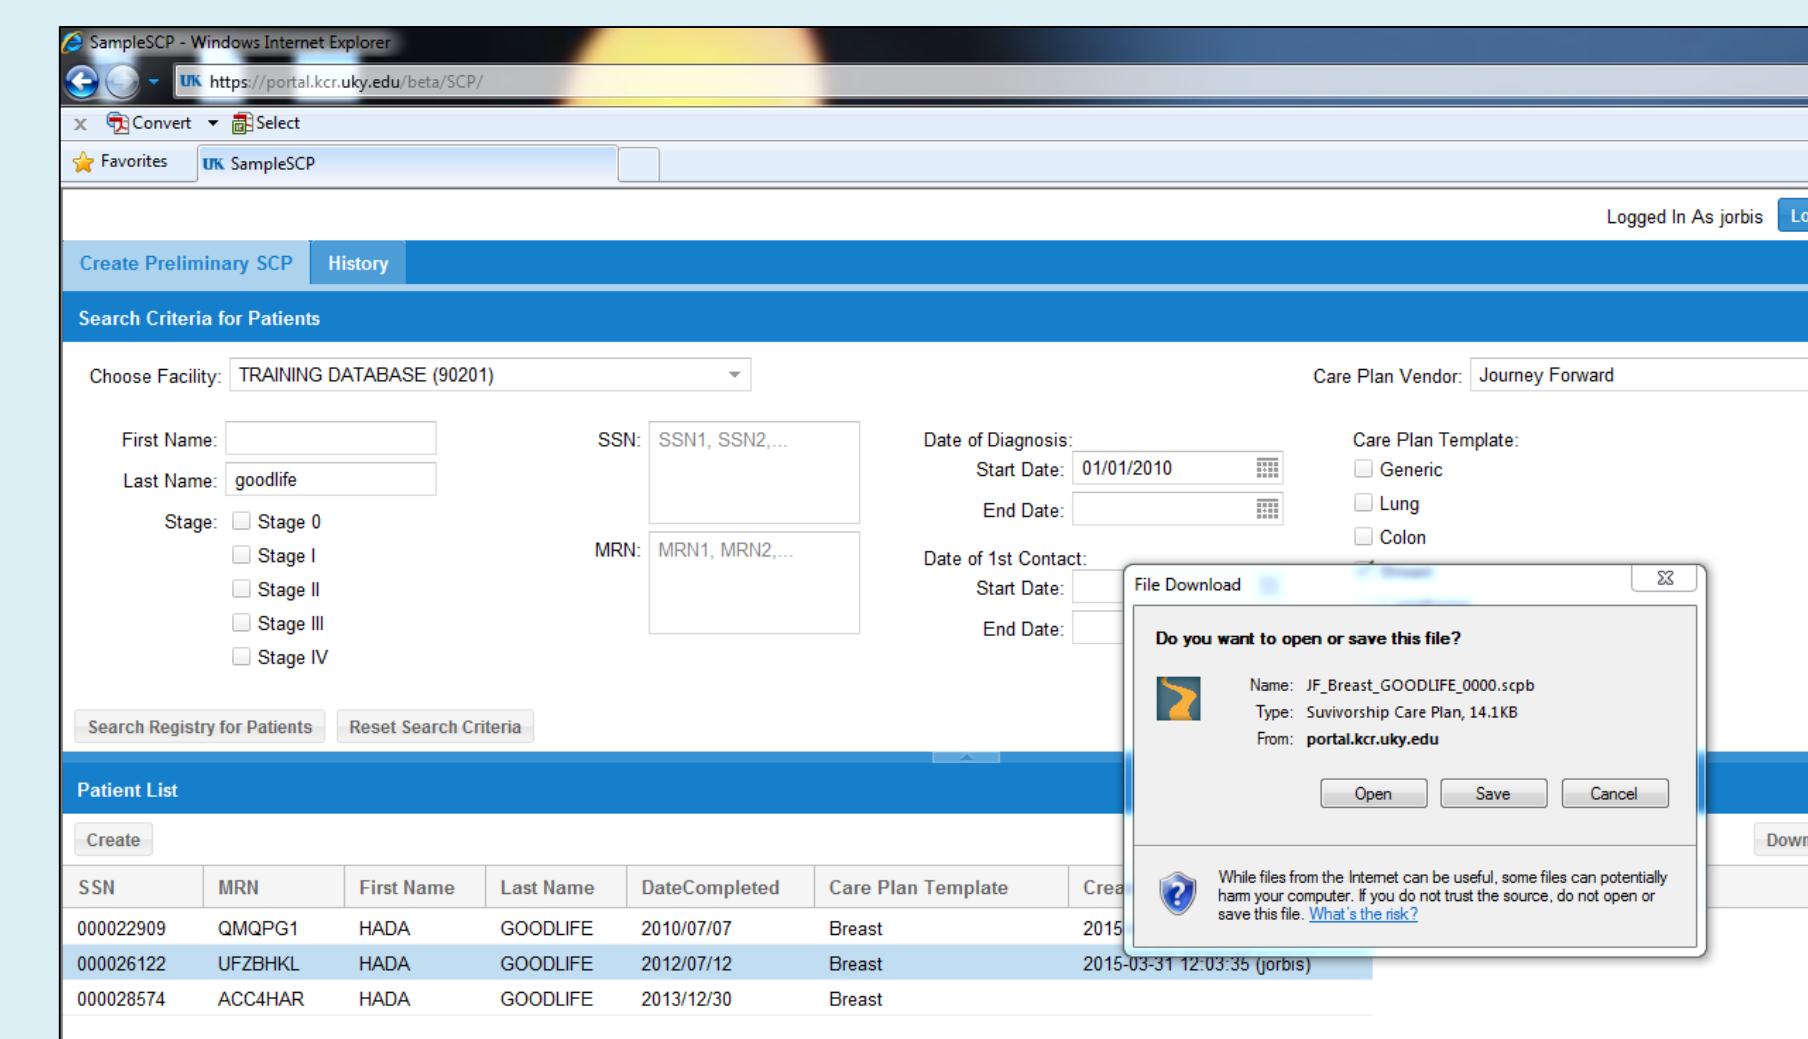 SampleSCP - Windows Internet Explorer
UK https://portal.kcr.uky.edu/beta/SCP/
x Convert Select
Favorites UK SampleSCP
Logged In As jorbis
Create Preliminary SCP History
Search Criteria for Patients
Choose Facility: TRAINING DATABASE (90201) Care Plan Vendor: Journey Forward
First Name: SSN: SSN1, SSN2,... Date of Diagnosis: Care Plan Template:
Start Date: 01/01/2010 Generic
Last Name: goodlife
End Date: Lung
Stage: Stage 0
Colon
Stage I MRN: MRN1, MRN2,... Date of 1st Contact:
Stage II Start Date:
Stage III End Date:
Stage IV
File Download
Do you want to open or save this file?
Name: JF_Breast_GOODLIFE_0000.scpb
Type: Suvivorship Care Plan, 14.1KB
From: portal.kcr.uky.edu
Open Save Cancel
While files from the Internet can be useful, some files can potentially
harm your computer. If you do not trust the source, do not open or
save this file. What's the risk?
Search Registry for Patients Reset Search Criteria
Patient List
Create
SSN MRN First Name Last Name DateCompleted Care Plan Template
000022909 QMQPG1 HADA GOODLIFE 2010/07/07 Breast 2015
000026122 UFZBHKL HADA GOODLIFE 2012/07/12 Breast 2015-03-31 12:03:35 (jorbis)
000028574 ACC4HAR HADA GOODLIFE 2013/12/30 Breast